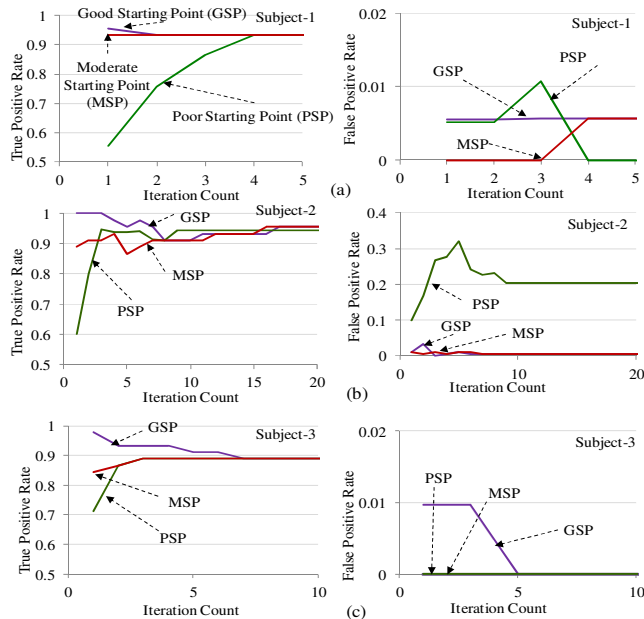 Good Starting Point (GSP)
Subject-1
Moderate
Starting Point
(MSP)
Poor Starting Point (PSP)
True Positive Rate
1
0.9
0.8
0.7
0.6
0.5
0 1 2 3 4 5
Iteration Count
Subject-1
PSP
GSP
MSP
False Positive Rate
0.02
0.01
0
0 1 2 3 4 5
Iteration Count
(a)
Subject-2
GSP
MSP
PSP
True Positive Rate
1
0.9
0.8
0.7
0.6
0.5
0 5 10 15 20
Iteration Count
Subject-2
PSP
GSP
MSP
False Positive Rate
0.4
0.3
0.2
0.1
0
0 10 20
Iteration Count
(b)
Subject-3
GSP
MSP
PSP
True Positive Rate
1
0.9
0.8
0.7
0.6
0.5
0 5 10
Iteration Count
Subject-3
PSP
MSP
GSP
False Positive Rate
0.02
0.01
0
0 5 10
Iteration Count
(c)